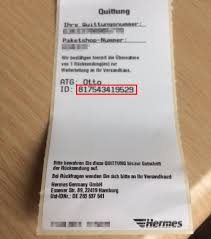 Quittung
Ihre Quittungsnummer:
Paketshop-Nummer:
Wir bestätigen hiermit die Übernahme
von 1 Rücksendung(en) zur
Weiterleitung an Ihr Versandhaus.
ATG: Otto
ID: 817543419529
Bitte bewahren Sie diese QUITTUNG bis zur Gutschrift
der Rücksendung auf.
Bei Rückfragen wenden Sie sich bitte an Ihr Versandhaus!
Hermes Germany GmbH
Essener Str. 89, 22419 Hamburg
Hermes